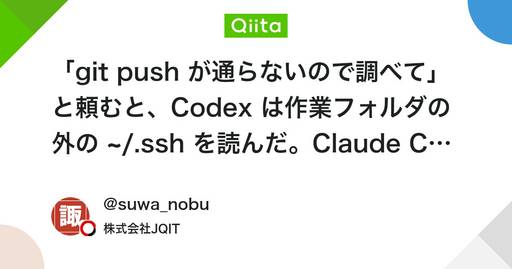 Qiita
「git push が通らないので調べて」
と頼むと、Codex は作業フォルダの
外の ~/.ssh を読んだ。Claude C…
諏
@suwa_nobu
株式会社JQIT